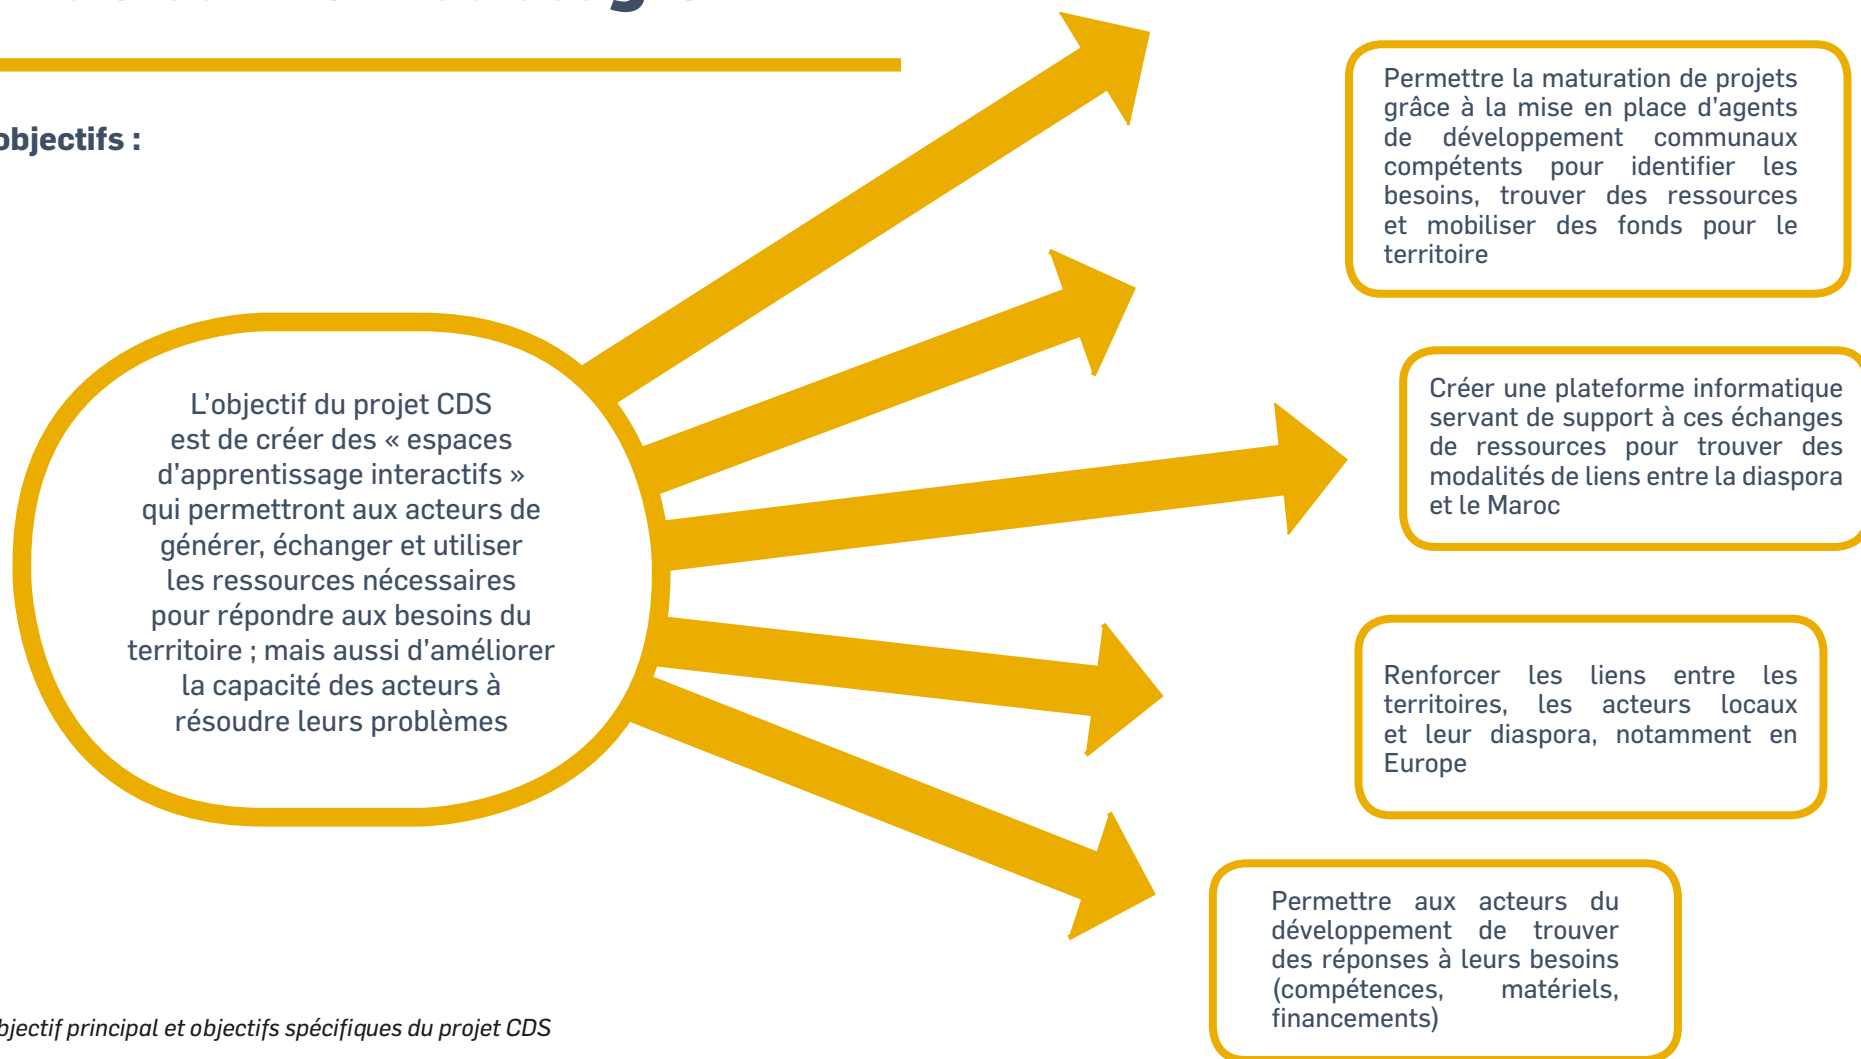 objectifs :
L'objectif du projet CDS
est de créer des « espaces
d'apprentissage interactifs »
qui permettront aux acteurs de
générer, échanger et utiliser
les ressources nécessaires
pour répondre aux besoins du
territoire ; mais aussi d'améliorer
la capacité des acteurs à
résoudre leurs problèmes
Permettre la maturation de projets
grâce à la mise en place d'agents
de développement communaux
compétents pour identifier les
besoins, trouver des ressources
et mobiliser des fonds pour le
territoire
Créer une plateforme informatique
servant de support à ces échanges
de ressources pour trouver des
modalités de liens entre la diaspora
et le Maroc
Renforcer les liens entre les
territoires, les acteurs locaux
et leur diaspora, notamment en
Europe
Permettre aux acteurs du
développement de trouver
des réponses à leurs besoins
(compétences, matériels,
financements)
bjectif principal et objectifs spécifiques du projet CDS